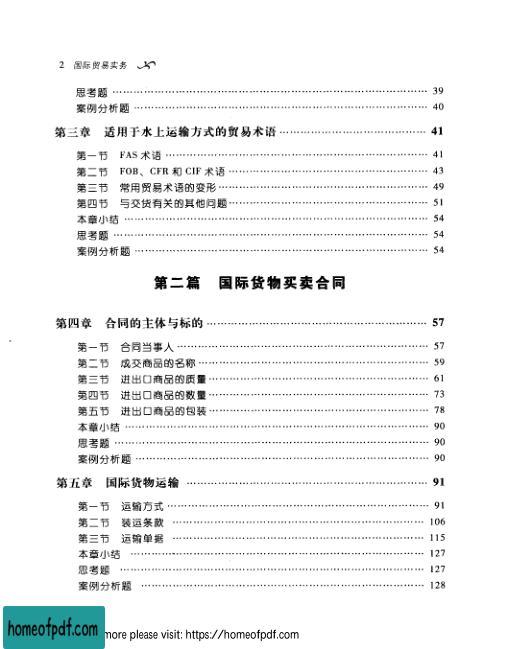 2 国际贸易实务
思考题 …… 39
案例分析题 …… 40
第三章 适用于水上运输方式的贸易术语 …… 41
第一节 FAS 术语 …… 41
第二节 FOB、CFR 和 CIF 术语 …… 43
第三节 常用贸易术语的变形 …… 49
第四节 与交货有关的其他问题 …… 51
本章小结 …… 54
思考题 …… 54
案例分析题 …… 54
第二篇 国际货物买卖合同
第四章 合同的主体与标的 …… 57
第一节 合同当事人 …… 57
第二节 成交商品的名称 …… 59
第三节 进出口商品的质量 …… 61
第四节 进出口商品的数量 …… 73
第五节 进出口商品的包装 …… 78
本章小结 …… 90
思考题 …… 90
案例分析题 …… 90
第五章 国际货物运输 …… 91
第一节 运输方式 …… 91
第二节 装运条款 …… 106
第三节 运输单据 …… 115
本章小结 …… 127
思考题 …… 127
案例分析题 …… 128
homeofpdf.com more please visit: https://homeofpdf.com